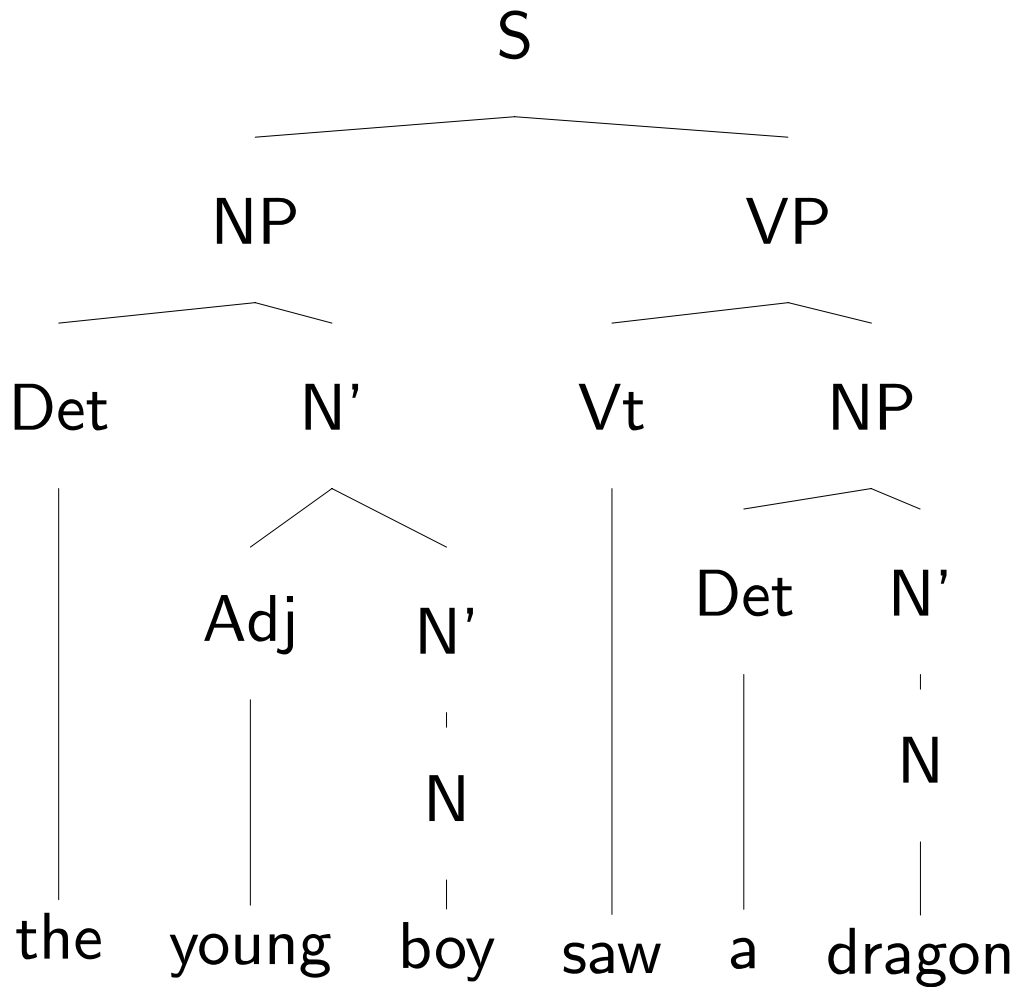 S
NP VP
Det N' Vt NP
Adj N' Det N'
N N
the young boy saw a dragon